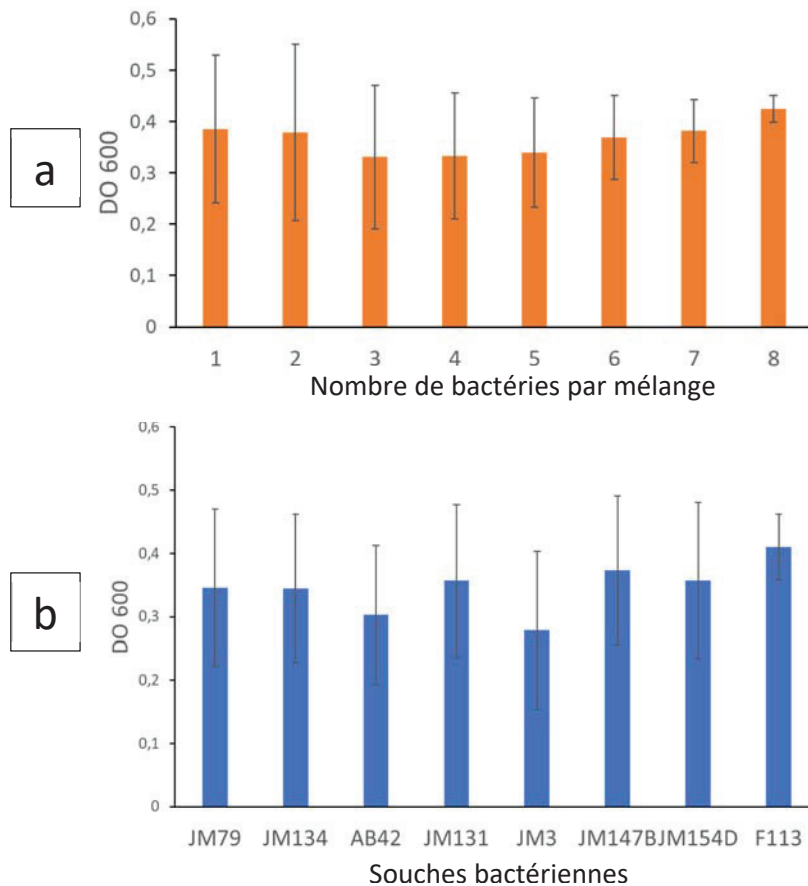 a
DO 600
0,6
0,5
0,4
0,3
0,2
0,1
0
1 2 3 4 5 6 7 8
Nombre de bactéries par mélange
b
DO 600
0,6
0,5
0,4
0,3
0,2
0,1
0
JM79 JM134 AB42 JM131 JM3 JM147B JM154D F113
Souches bactériennes